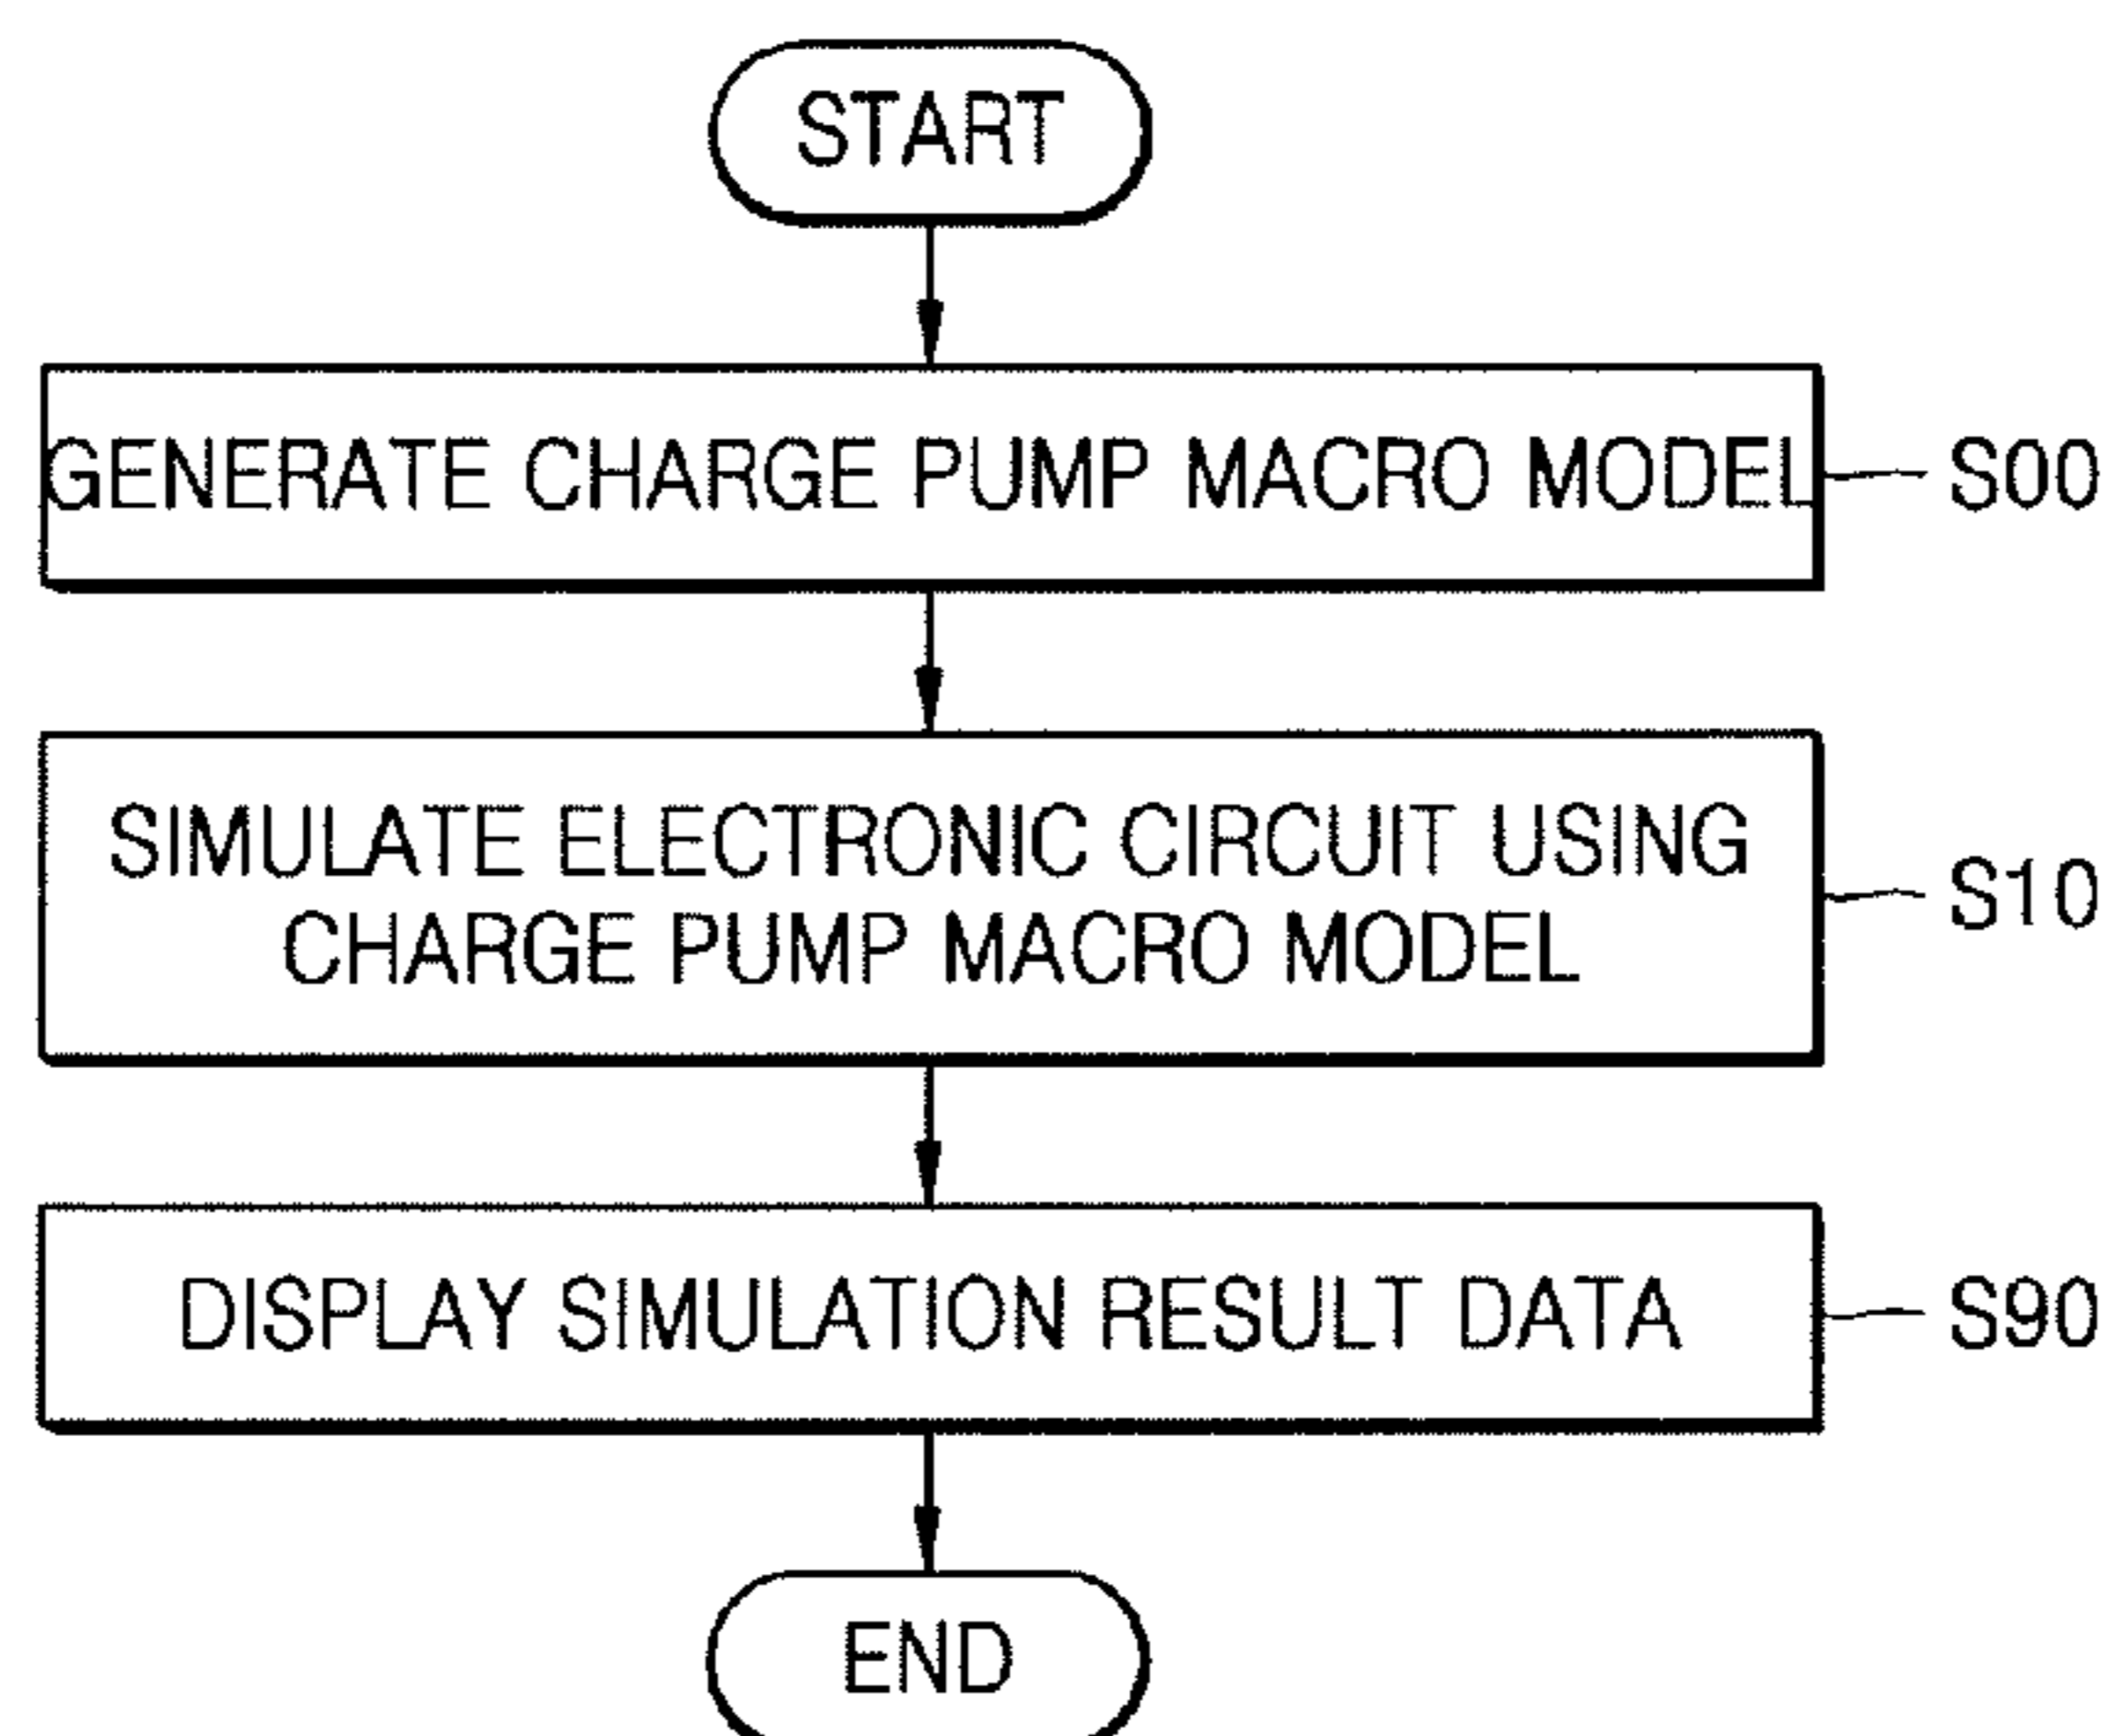 START
GENERATE CHARGE PUMP MACRO MODEL
S00
SIMULATE ELECTRONIC CIRCUIT USING
CHARGE PUMP MACRO MODEL
S10
DISPLAY SIMULATION RESULT DATA
S90
END